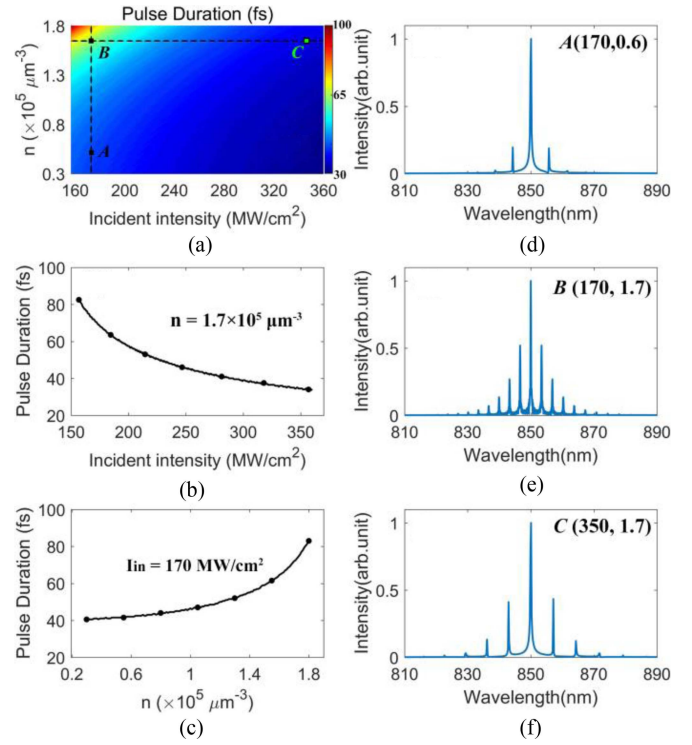 Pulse Duration (fs)
1.8
1.3
0.8
0.3
n (×10⁵ μm⁻³)
B
C
A
160 200 240 280 320 360
Incident intensity (MW/cm²)
100
65
30
(a)
A(170,0.6)
1
0.5
0
Intensity(arb.unit)
810 830 850 870 890
Wavelength(nm)
(d)
100
80
60
40
20
Pulse Duration (fs)
n = 1.7×10⁵ μm⁻³
150 200 250 300 350
Incident intensity (MW/cm²)
(b)
B (170, 1.7)
1
0.5
0
Intensity(arb.unit)
810 830 850 870 890
Wavelength(nm)
(e)
100
80
60
40
20
Pulse Duration (fs)
Iin = 170 MW/cm²
0.2 0.6 1 1.4 1.8
n (×10⁵ μm⁻³)
(c)
C (350, 1.7)
1
0.5
0
Intensity(arb.unit)
810 830 850 870 890
Wavelength(nm)
(f)